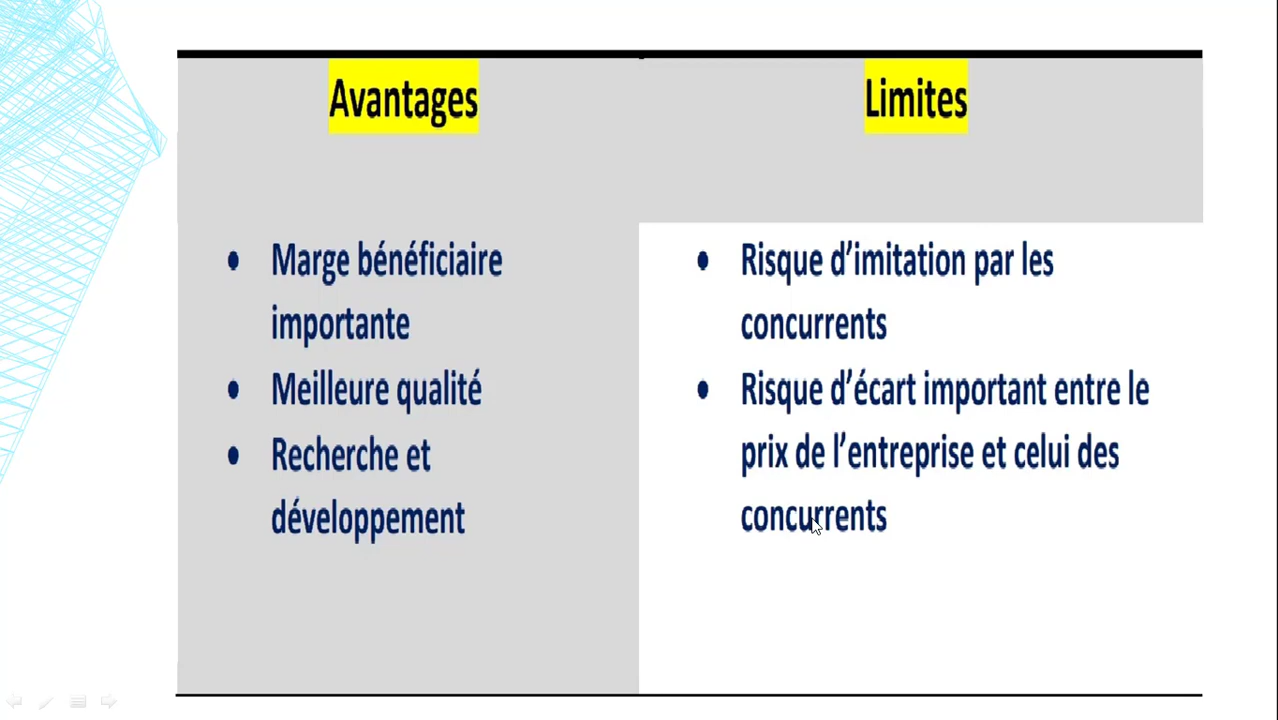 Avantages
Limites
• Marge bénéficiaire
importante
• Meilleure qualité
• Recherche et
développement
• Risque d’imitation par les
concurrents
• Risque d’écart important entre le
prix de l’entreprise et celui des
concurrents